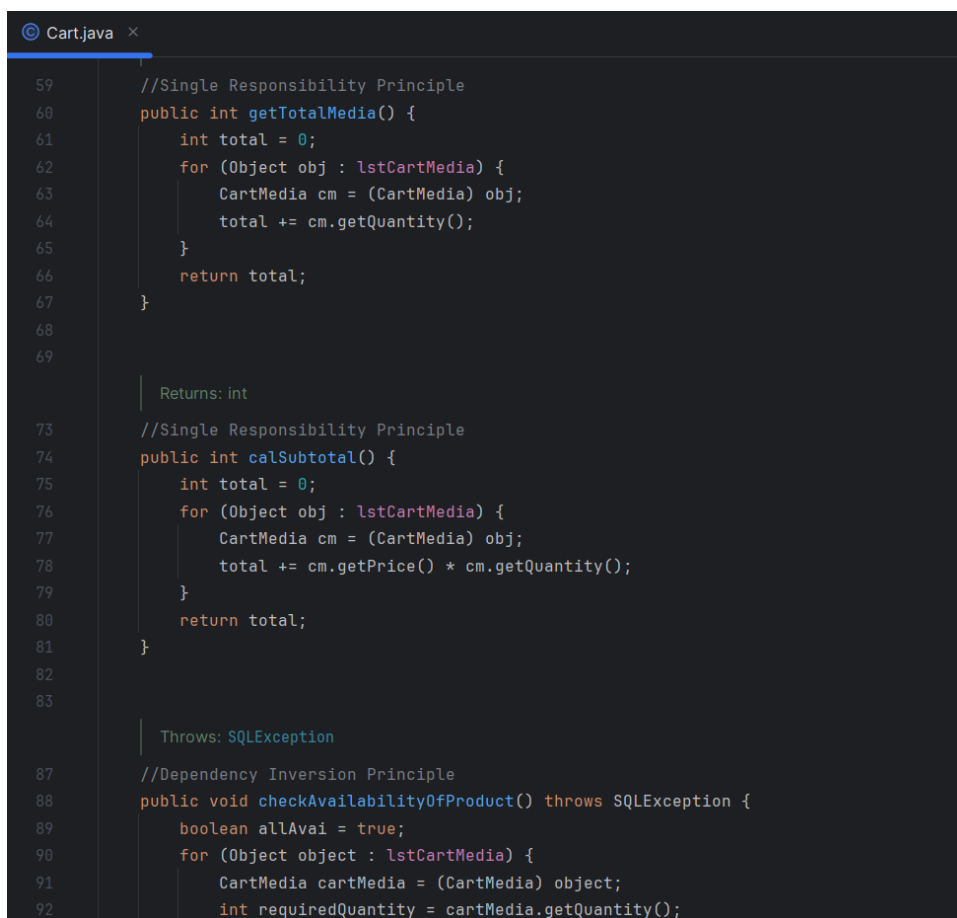 Cart.java
59 //Single Responsibility Principle
60 public int getTotalMedia() {
61 int total = 0;
62 for (Object obj : lstCartMedia) {
63 CartMedia cm = (CartMedia) obj;
64 total += cm.getQuantity();
65 }
66 return total;
67 }
68
69
Returns: int
73 //Single Responsibility Principle
74 public int calSubtotal() {
75 int total = 0;
76 for (Object obj : lstCartMedia) {
77 CartMedia cm = (CartMedia) obj;
78 total += cm.getPrice() * cm.getQuantity();
79 }
80 return total;
81 }
82
83
Throws: SQLException
87 //Dependency Inversion Principle
88 public void checkAvailabilityOfProduct() throws SQLException {
89 boolean allAvai = true;
90 for (Object object : lstCartMedia) {
91 CartMedia cartMedia = (CartMedia) object;
92 int requiredQuantity = cartMedia.getQuantity();